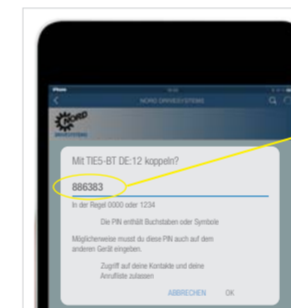 NORD DRIVESYSTEMS
NORD
DRIVESYSTEMS
Mit TIE5-BT DE:12 koppeln?
886383
In der Regel 0000 oder 1234
Die PIN enthält Buchstaben oder Symbole
Möglicherweise musst du diese PIN auch auf dem
anderen Gerät eingeben.
Zugriff auf deine Kontakte und deine
Anrufliste zulassen
ABBRECHEN OK